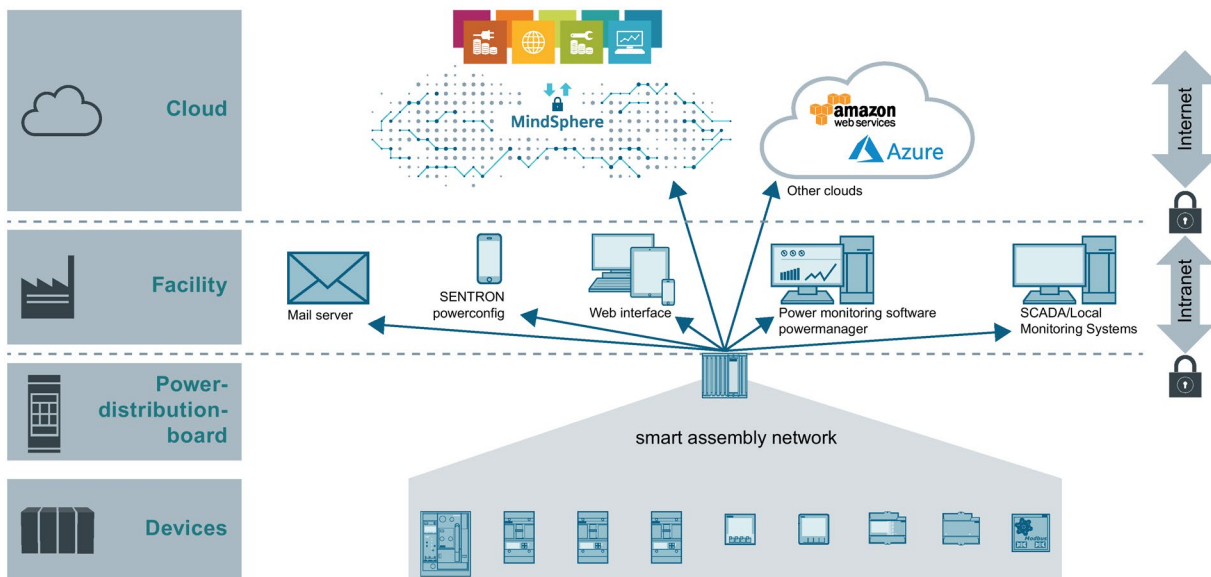 Cloud
MindSphere
amazon
web services
Azure
Other clouds
Internet
Facility
Mail server
SENTRON
powerconfig
Web interface
Power monitoring software
powermanager
SCADA/Local
Monitoring Systems
Intranet
Power-
distribution-
board
smart assembly network
Devices
Modbus